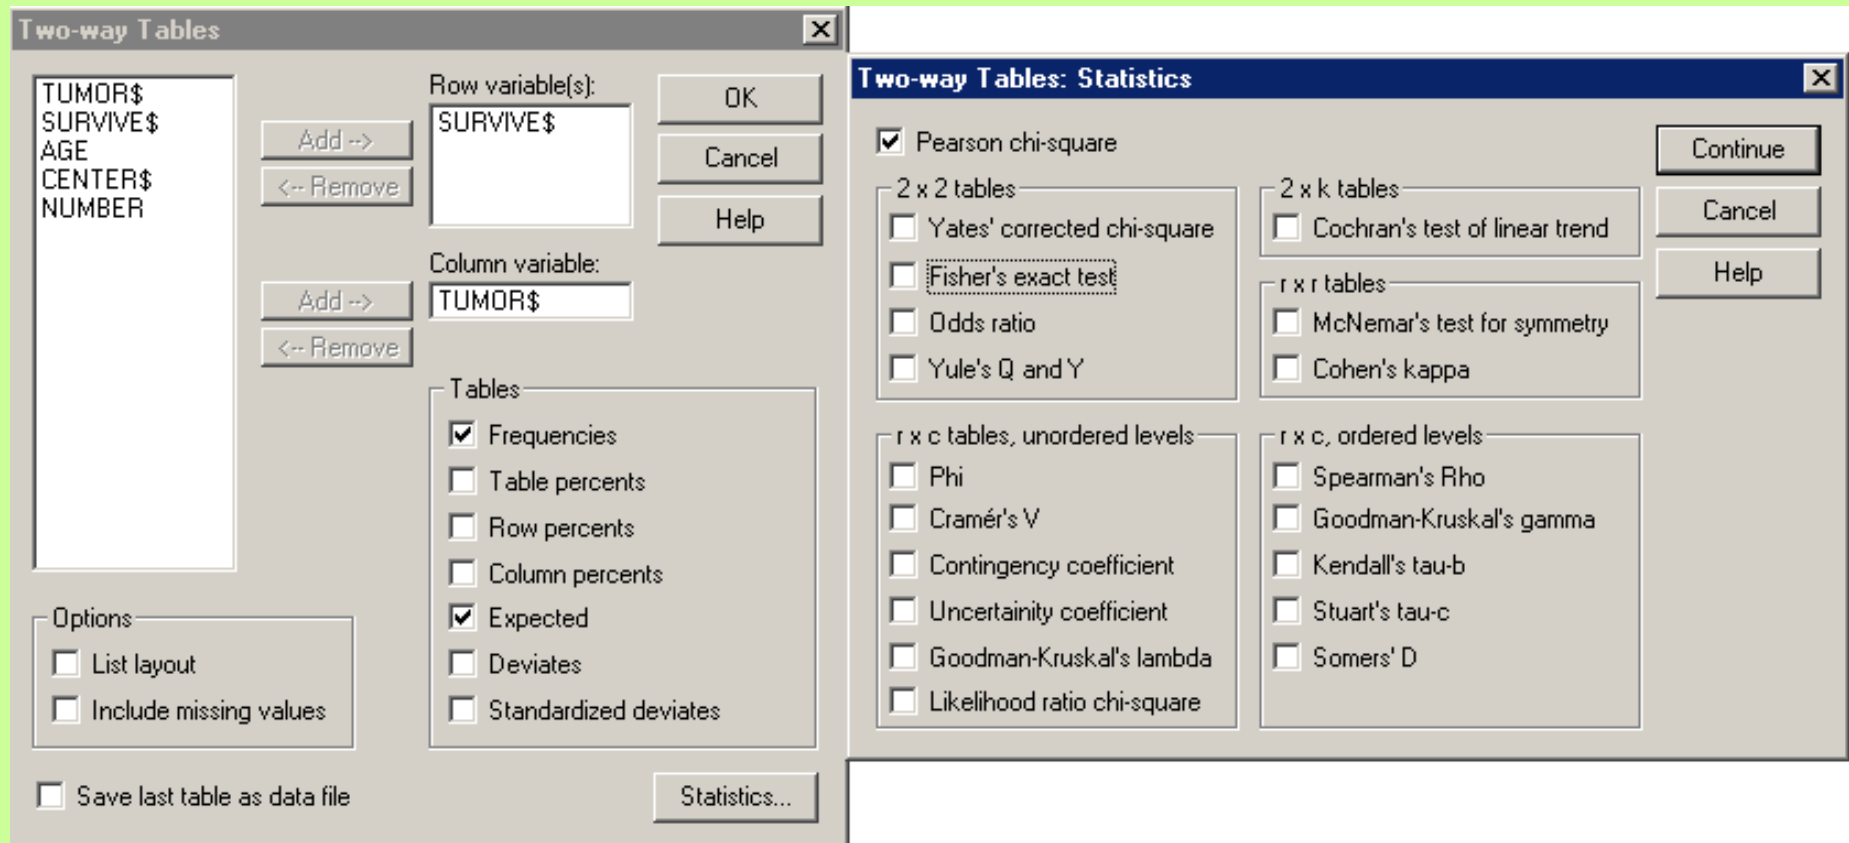 Two-way Tables
TUMOR$
SURVIVE$
AGE
CENTER$
NUMBER
Add -->
<-- Remove
Row variable(s):
SURVIVE$
OK
Cancel
Help
Column variable:
Add -->
TUMOR$
<-- Remove
Tables
Frequencies
Table percents
Row percents
Column percents
Expected
Deviates
Standardized deviates
Options
List layout
Include missing values
Save last table as data file
Statistics...
Two-way Tables: Statistics
Pearson chi-square
Continue
Cancel
Help
2 x 2 tables
Yates' corrected chi-square
Fisher's exact test
Odds ratio
Yule's Q and Y
2 x k tables
Cochran's test of linear trend
r x r tables
McNemar's test for symmetry
Cohen's kappa
r x c tables, unordered levels
Phi
Cramér's V
Contingency coefficient
Uncertainity coefficient
Goodman-Kruskal's lambda
Likelihood ratio chi-square
r x c, ordered levels
Spearman's Rho
Goodman-Kruskal's gamma
Kendall's tau-b
Stuart's tau-c
Somers' D